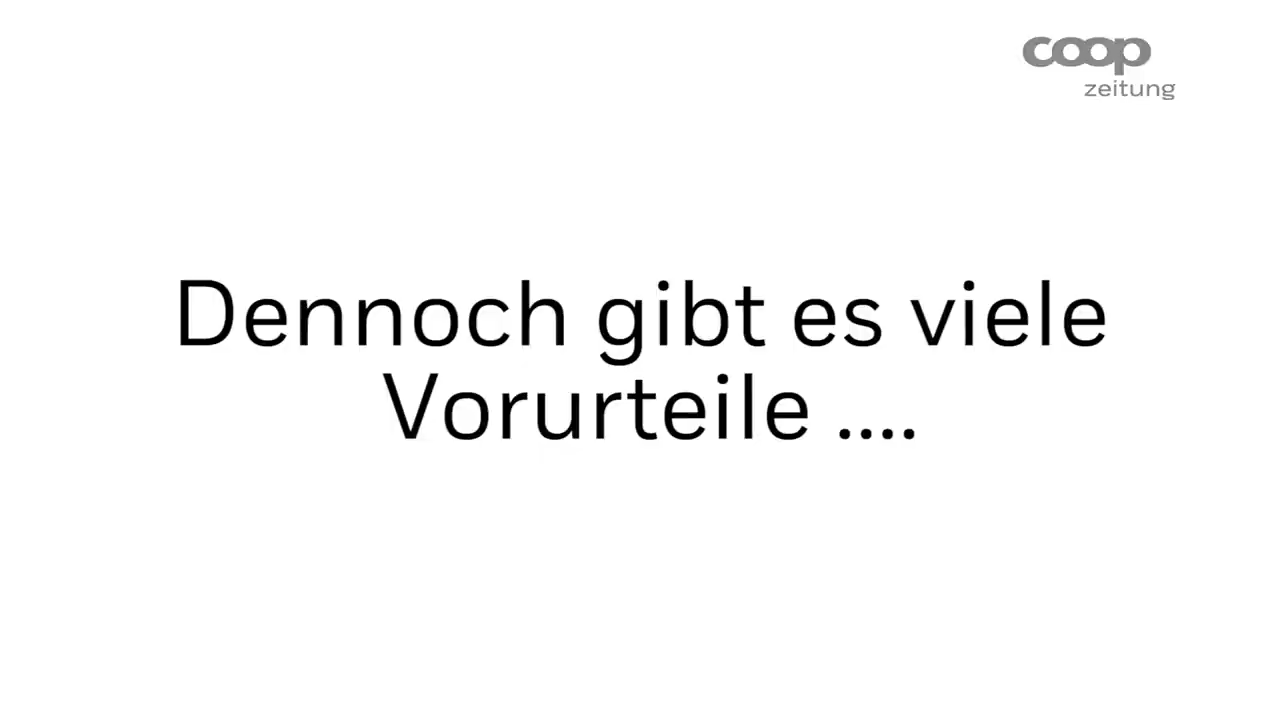 coop
zeitung
Dennoch gibt es viele
Vorurteile ....